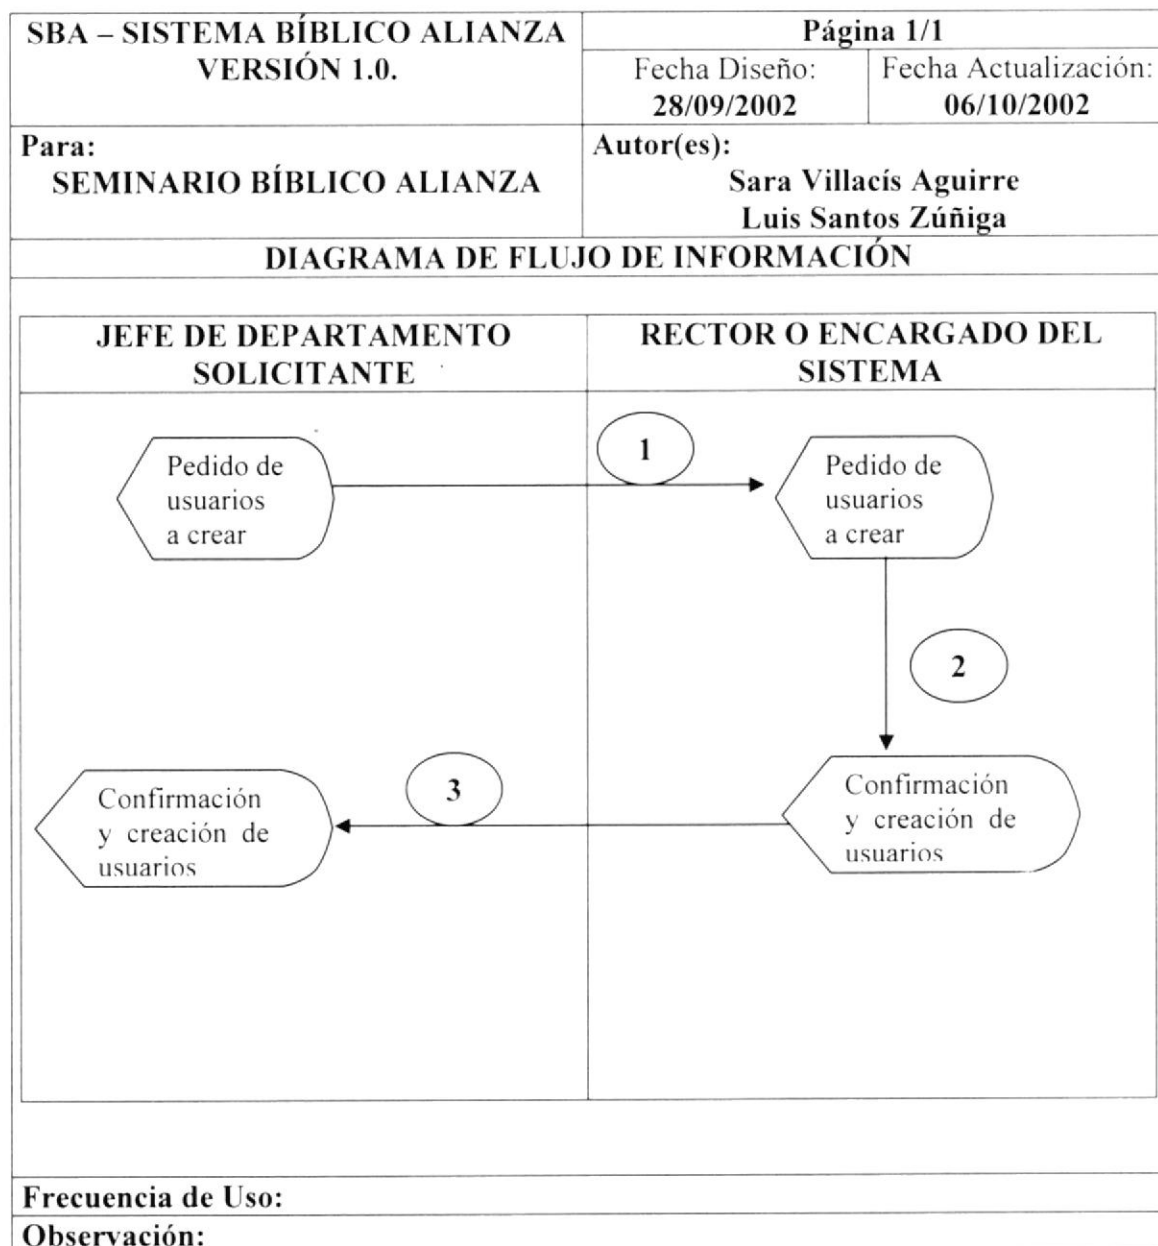 SBA – SISTEMA BÍBLICO ALIANZA
VERSIÓN 1.0.
Página 1/1
Fecha Diseño:
28/09/2002
Fecha Actualización:
06/10/2002
Para:
SEMINARIO BÍBLICO ALIANZA
Autor(es):
Sara Villacís Aguirre
Luis Santos Zúñiga
DIAGRAMA DE FLUJO DE INFORMACIÓN
JEFE DE DEPARTAMENTO
SOLICITANTE
RECTOR O ENCARGADO DEL
SISTEMA
Pedido de
usuarios
a crear
1
Pedido de
usuarios
a crear
2
Confirmación
y creación de
usuarios
3
Confirmación
y creación de
usuarios
Frecuencia de Uso:
Observación: